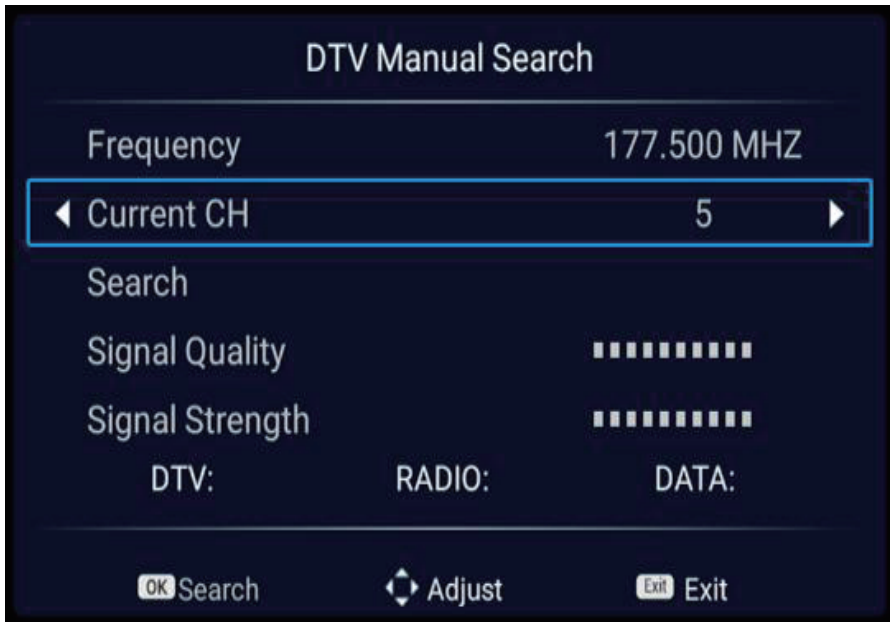 DTV Manual Search
Frequency 177.500 MHZ
Current CH 5
Search
Signal Quality
Signal Strength
DTV: RADIO: DATA:
OK Search Adjust Exit Exit